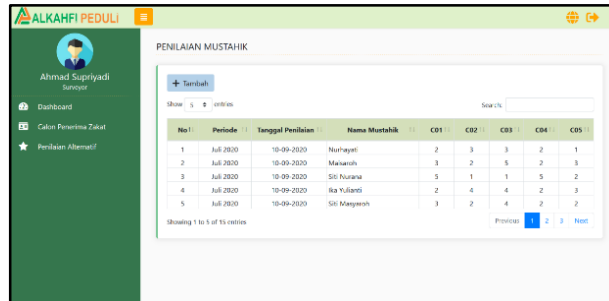 ALKAHFI PEDULI
Ahmad Supriyadi
Surveyor
Dashboard
Calon Penerima Zakat
Penilaian Alternatif
PENILAIAN MUSTAHIK
+ Tambah
Show 5 entries
Search:
No Periode Tanggal Penilaian Nama Mustahik C01 C02 C03 C04 C05
1 Juli 2020 10-09-2020 Nurhayati 2 3 3 2 1
2 Juli 2020 10-09-2020 Maisaroh 3 2 5 2 3
3 Juli 2020 10-09-2020 Siti Nurana 5 1 1 5 2
4 Juli 2020 10-09-2020 Ika Yulianti 2 4 4 2 3
5 Juli 2020 10-09-2020 Siti Masyaroh 3 2 4 2 2
Showing 1 to 5 of 15 entries
Previous 1 2 3 Next